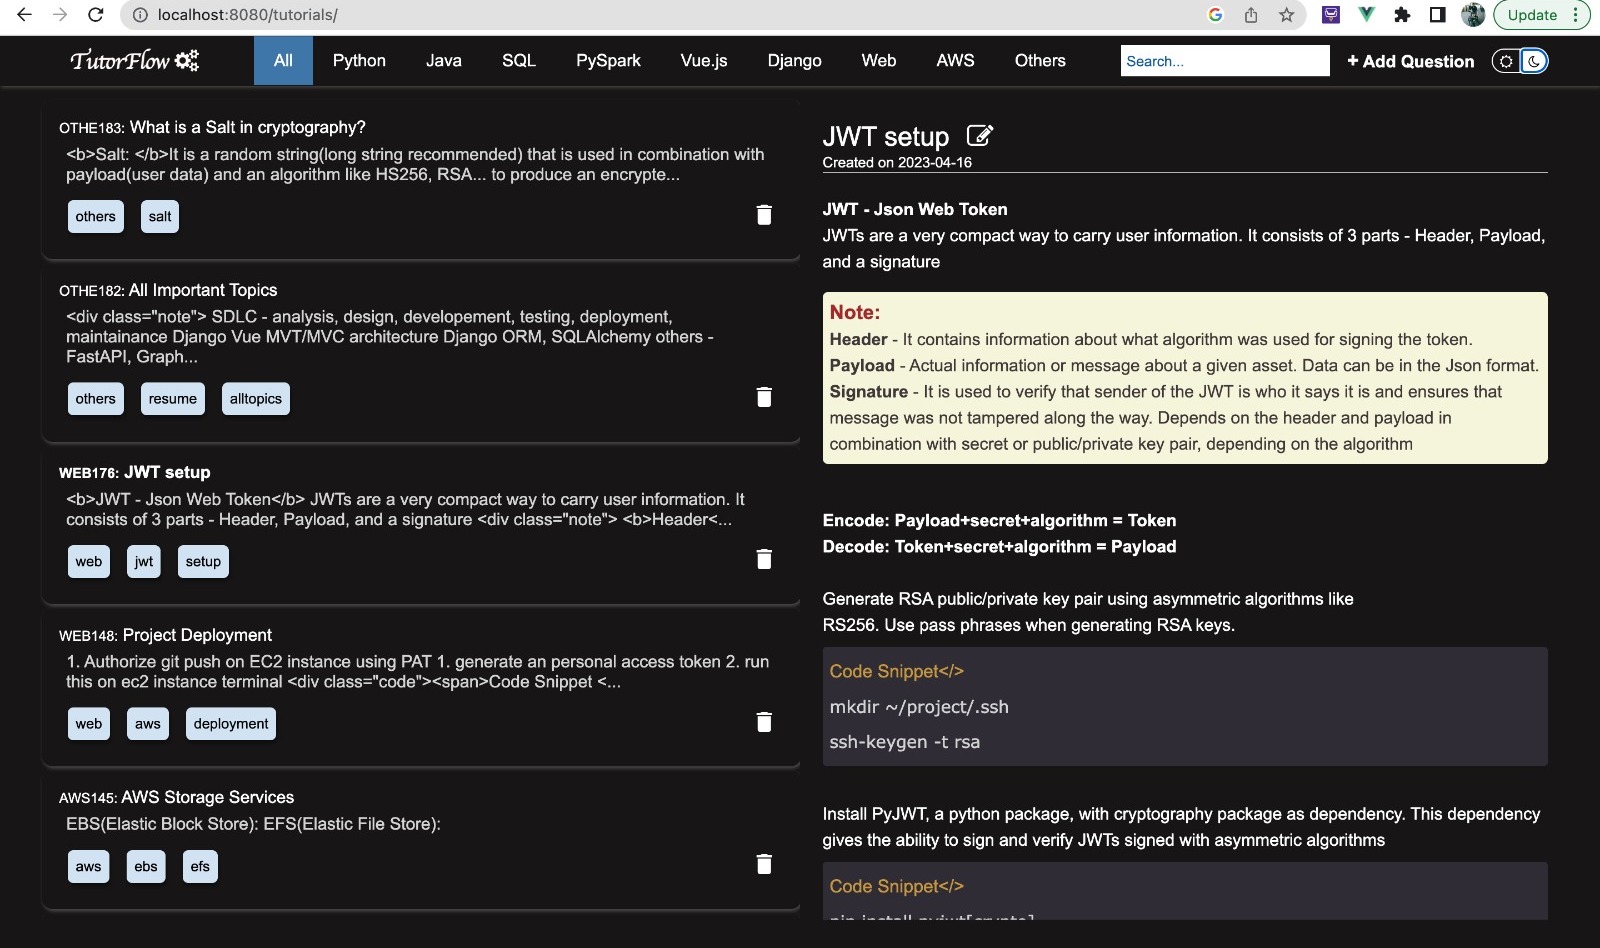 localhost:8080/tutorials/
Update
TutorFlow
All
Python
Java
SQL
PySpark
Vue.js
Django
Web
AWS
Others
Search...
+ Add Question
OTHE183: What is a Salt in cryptography?
<b>Salt: </b>It is a random string(long string recommended) that is used in combination with
payload(user data) and an algorithm like HS256, RSA... to produce an encrypte...
others
salt
OTHE182: All Important Topics
<div class="note"> SDLC - analysis, design, developement, testing, deployment,
maintainance Django Vue MVT/MVC architecture Django ORM, SQLAlchemy others -
FastAPI, Graph...
others
resume
alltopics
WEB176: JWT setup
<b>JWT - Json Web Token</b> JWTs are a very compact way to carry user information. It
consists of 3 parts - Header, Payload, and a signature <div class="note"> <b>Header<...
web
jwt
setup
WEB148: Project Deployment
1. Authorize git push on EC2 instance using PAT 1. generate an personal access token 2. run
this on ec2 instance terminal <div class="code"><span>Code Snippet <...
web
aws
deployment
AWS145: AWS Storage Services
EBS(Elastic Block Store): EFS(Elastic File Store):
aws
ebs
efs
JWT setup
Created on 2023-04-16
JWT - Json Web Token
JWTs are a very compact way to carry user information. It consists of 3 parts - Header, Payload,
and a signature
Note:
Header - It contains information about what algorithm was used for signing the token.
Payload - Actual information or message about a given asset. Data can be in the Json format.
Signature - It is used to verify that sender of the JWT is who it says it is and ensures that
message was not tampered along the way. Depends on the header and payload in
combination with secret or public/private key pair, depending on the algorithm
Encode: Payload+secret+algorithm = Token
Decode: Token+secret+algorithm = Payload
Generate RSA public/private key pair using asymmetric algorithms like
RS256. Use pass phrases when generating RSA keys.
Code Snippet</>
mkdir ~/project/.ssh
ssh-keygen -t rsa
Install PyJWT, a python package, with cryptography package as dependency. This dependency
gives the ability to sign and verify JWTs signed with asymmetric algorithms
Code Snippet</>
pip install pyjwt[crypto]